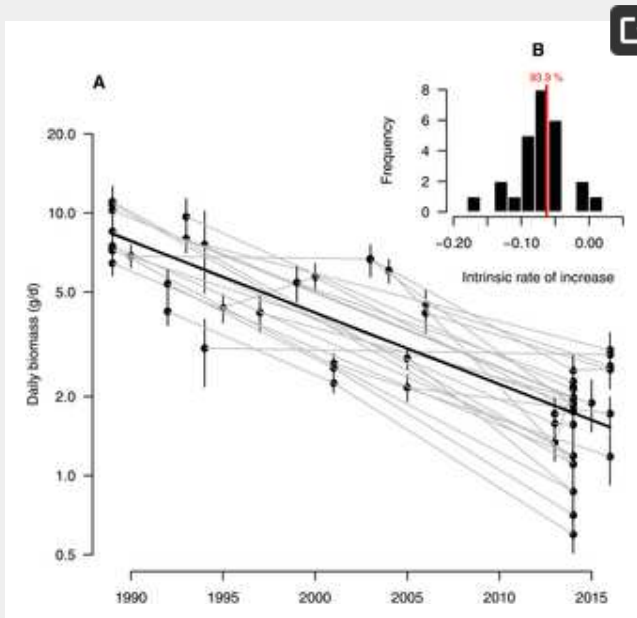 B
93.9 %
A
8
6
4
2
0
Frequency
−0.20 −0.10 0.00
Intrinsic rate of increase
20.0
10.0
5.0
2.0
1.0
0.5
Daily biomass (g/d)
1990 1995 2000 2005 2010 2015